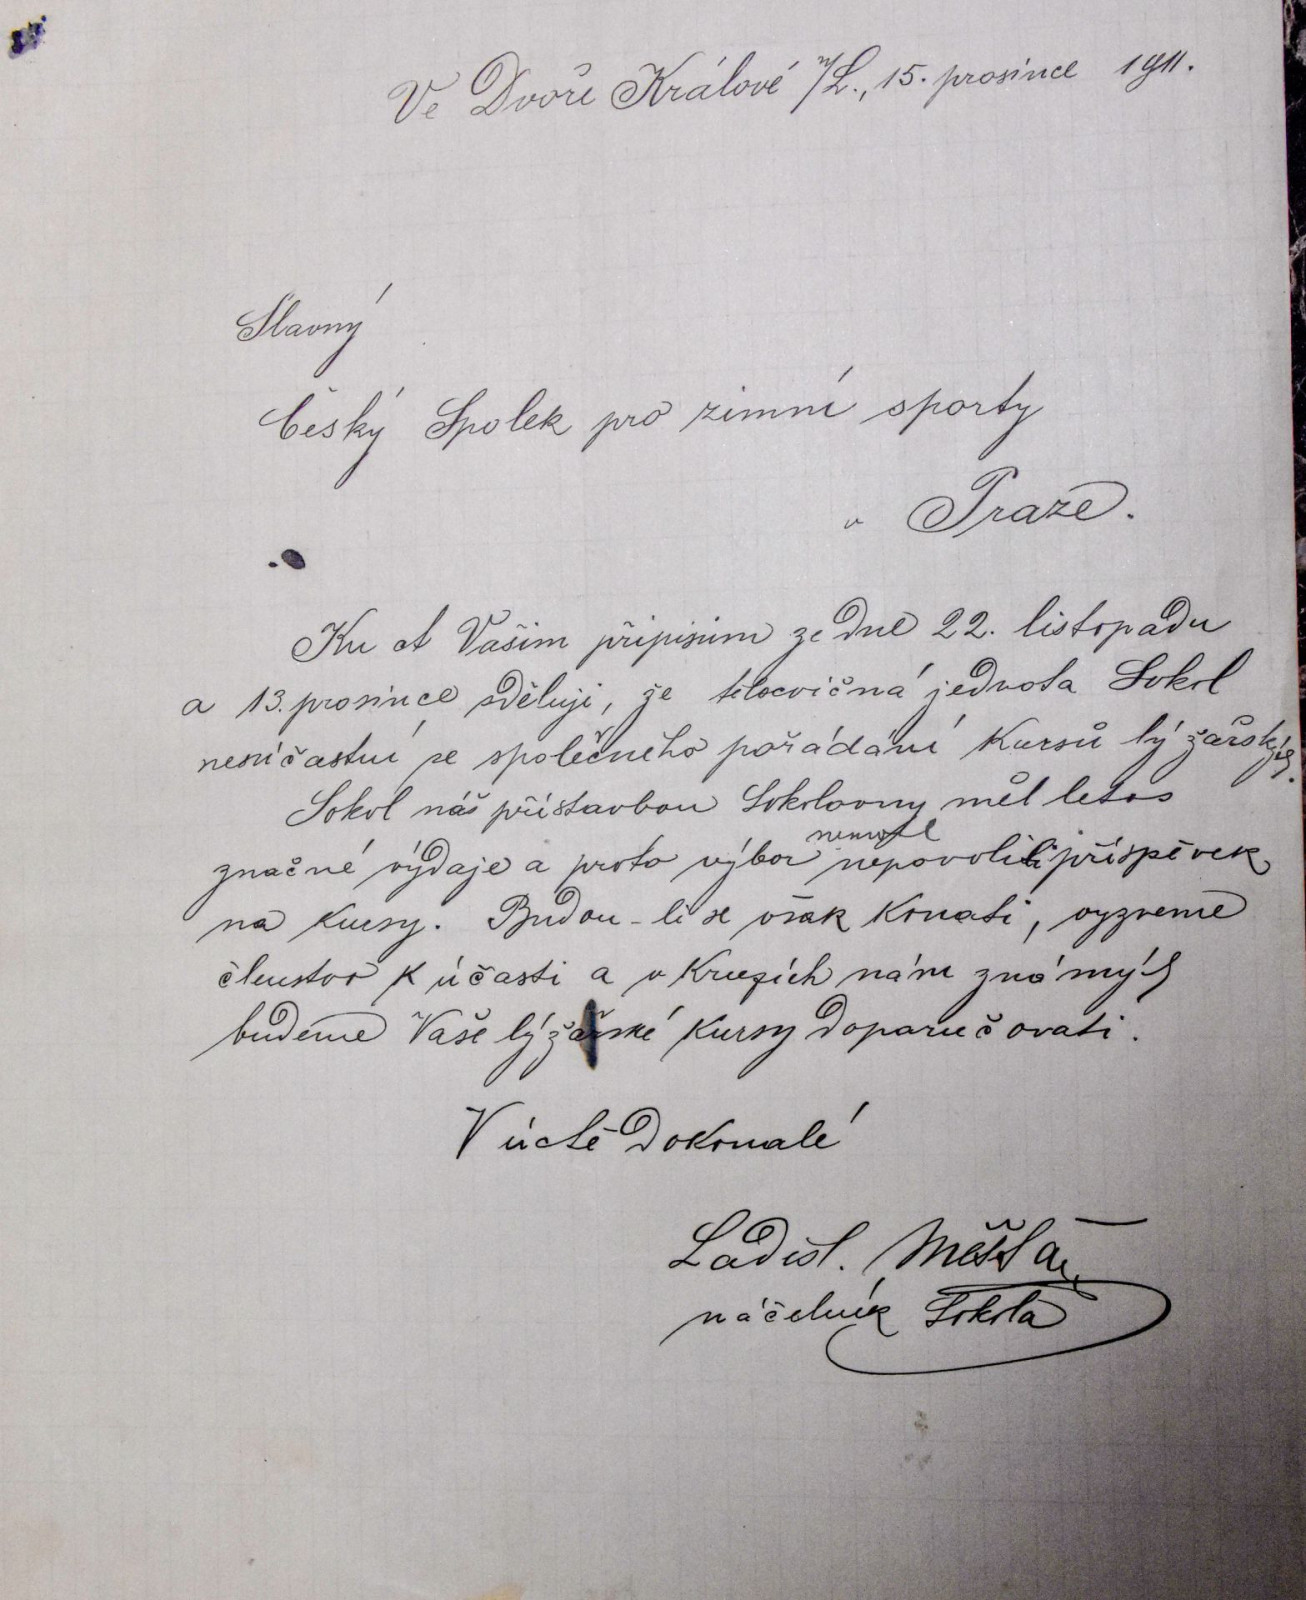 Ve Dvoře Králové n/L., 15. prosince 1911.
Slavný
Český Spolek pro zimní sporty
v Praze.
Ku ct Vašim přípisům ze dne 22. listopadu
a 13. prosince sděluji, že tělocvičná jednota Sokol
nesúčastní se společného pořádání kursů lyžařských.
Sokol náš přístavbou Sokolovny měl letos
značné výdaje a proto výbor nemohl nepovoliti příspěvek
na kursy. Budou-li se však konati, vyzveme
členstvo k účasti a v kruzích nám známých
budeme Vaše lyžařské kursy doporučovati.
V úctě dokonalé
Ladisl.
náčelník Sokola